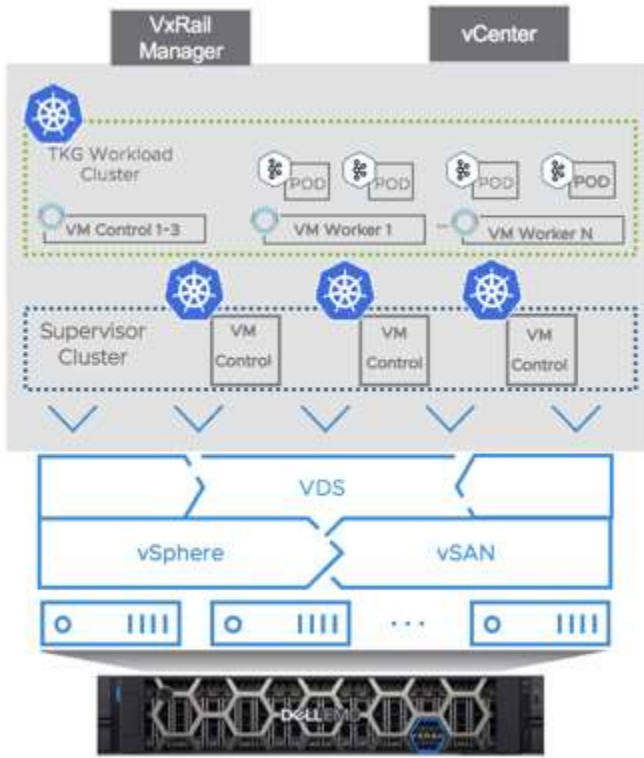 VxRail
Manager
vCenter
TKG Workload
Cluster
POD
POD
POD
POD
VM Control 1-3
VM Worker 1
...
VM Worker N
Supervisor
Cluster
VM
Control
VM
Control
VM
Control
VDS
vSphere
vSAN
...
DELL EMC